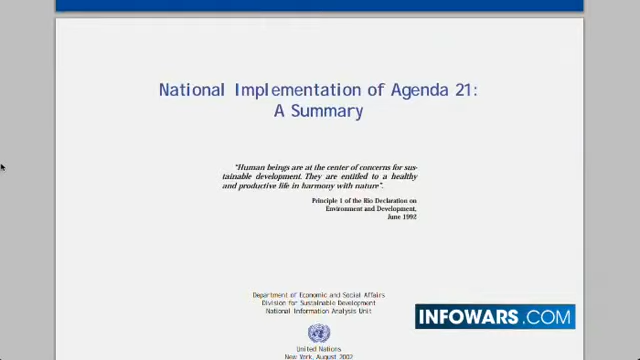 National Implementation of Agenda 21:
A Summary
"Human beings are at the center of concerns for sus-
tainable development. They are entitled to a healthy
and productive life in harmony with nature".
Principle 1 of the Rio Declaration on
Environment and Development,
June 1992
Department of Economic and Social Affairs
Division for Sustainable Development
National Information Analysis Unit
INFOWARS.COM
United Nations
New York, August 2002